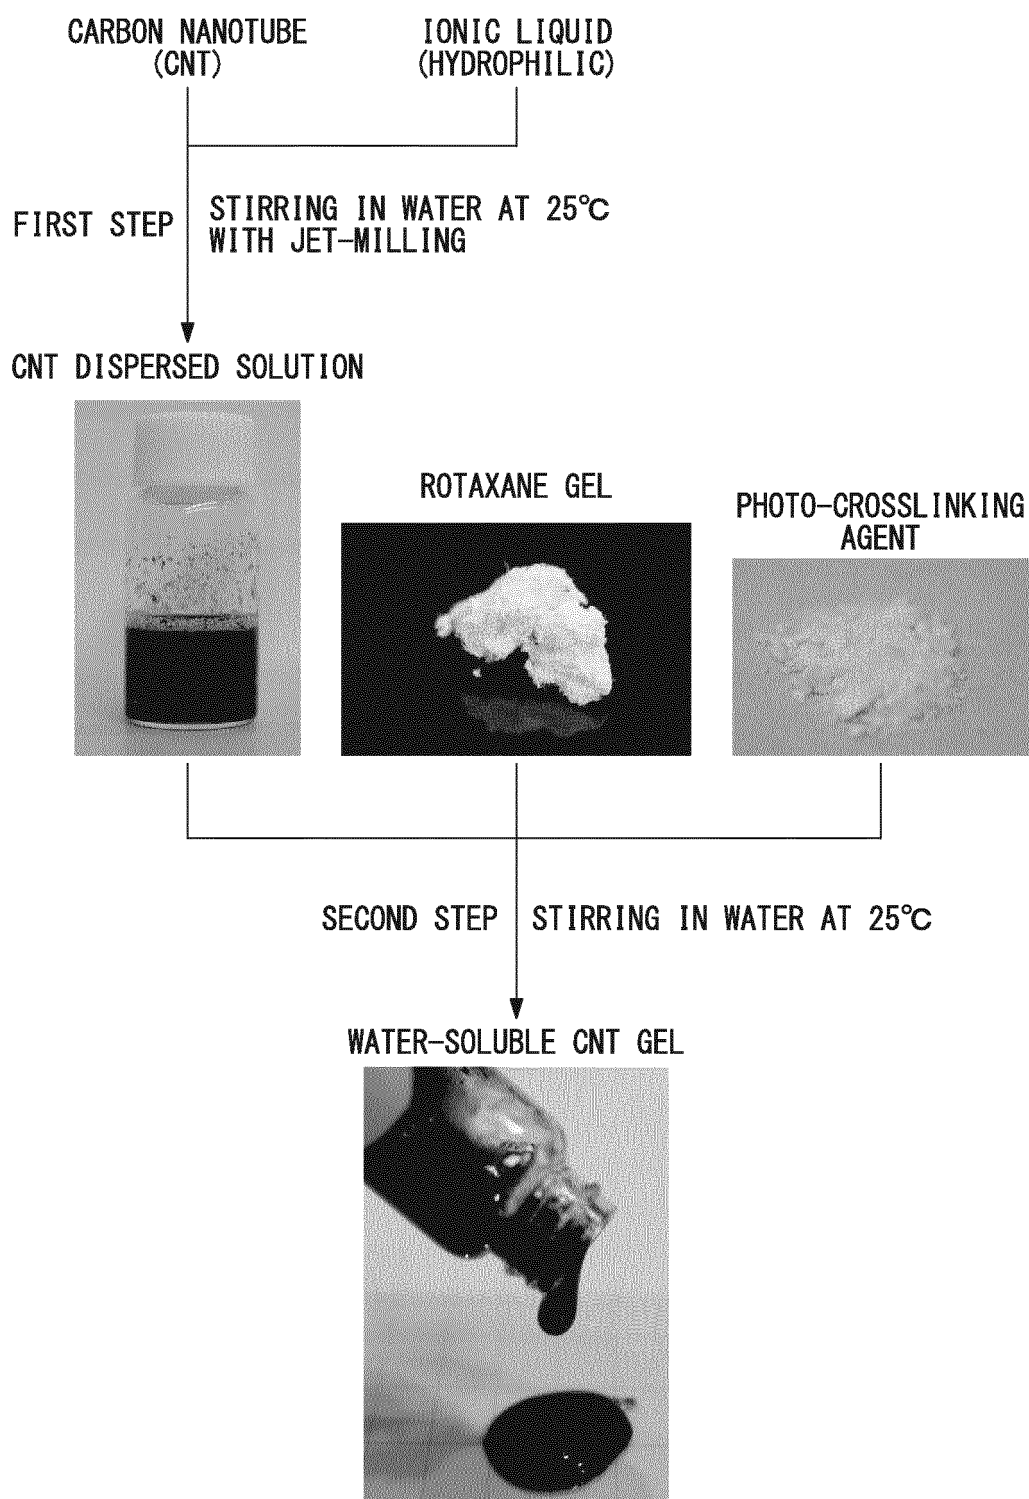 CARBON NANOTUBE
(CNT)
IONIC LIQUID
(HYDROPHILIC)
FIRST STEP
STIRRING IN WATER AT 25℃
WITH JET-MILLING
CNT DISPERSED SOLUTION
ROTAXANE GEL
PHOTO-CROSSLINKING
AGENT
SECOND STEP
STIRRING IN WATER AT 25℃
WATER-SOLUBLE CNT GEL